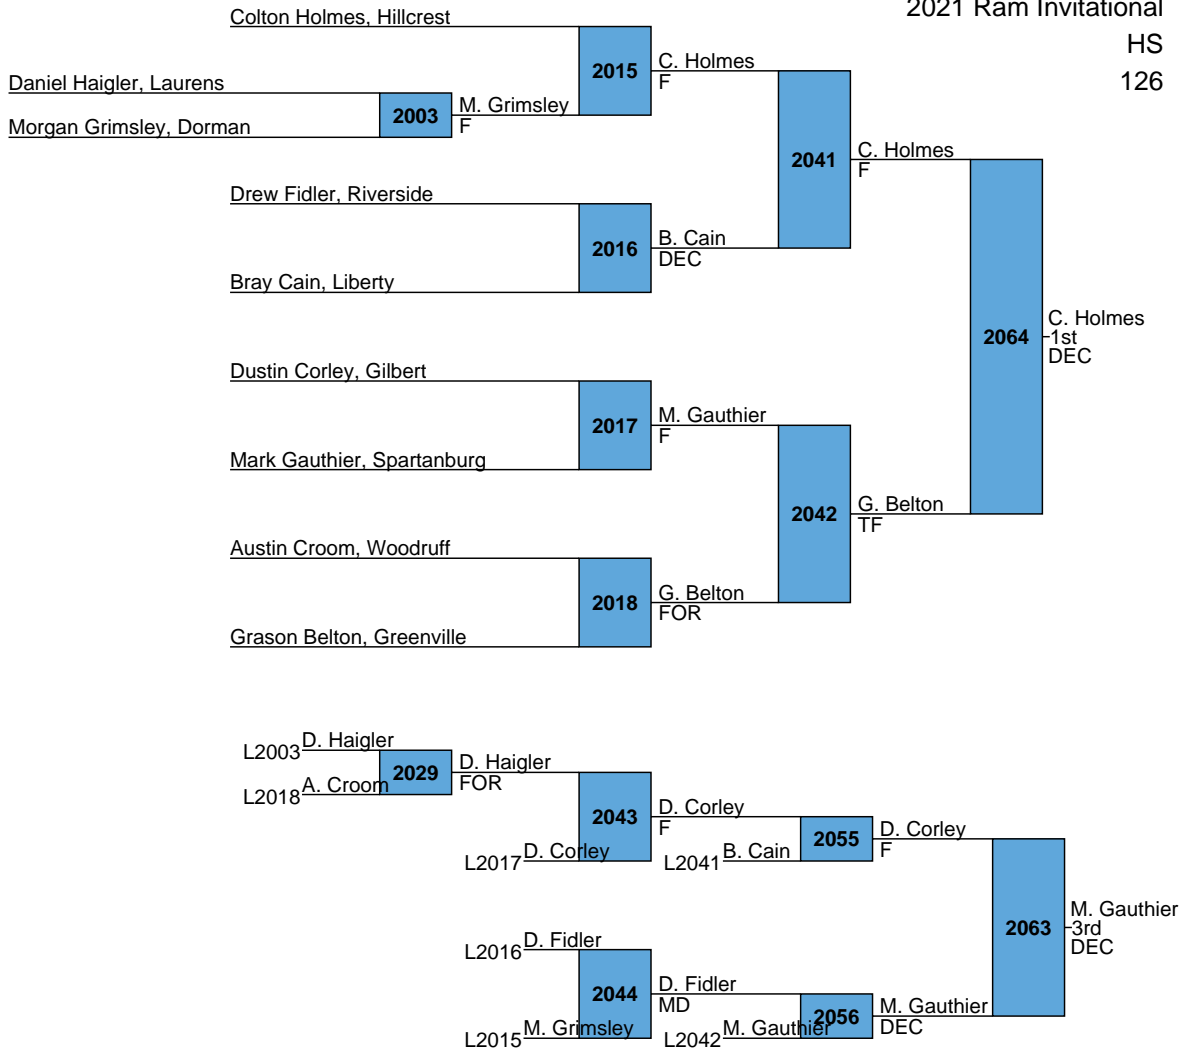 2021 Ram Invitational
HS
126
Colton Holmes, Hillcrest
2015
C. Holmes
F
Daniel Haigler, Laurens
2003
M. Grimsley
F
Morgan Grimsley, Dorman
2041
C. Holmes
F
Drew Fidler, Riverside
2016
B. Cain
DEC
Bray Cain, Liberty
2064
C. Holmes
1st
DEC
Dustin Corley, Gilbert
2017
M. Gauthier
F
Mark Gauthier, Spartanburg
2042
G. Belton
TF
Austin Croom, Woodruff
2018
G. Belton
FOR
Grason Belton, Greenville
L2003 D. Haigler
2029
D. Haigler
FOR
L2018 A. Croom
2043
D. Corley
F
L2017 D. Corley
L2041 B. Cain
2055
D. Corley
F
2063
M. Gauthier
3rd
DEC
L2016 D. Fidler
2044
D. Fidler
MD
L2015 M. Grimsley
L2042 M. Gauthier
2056
M. Gauthier
DEC